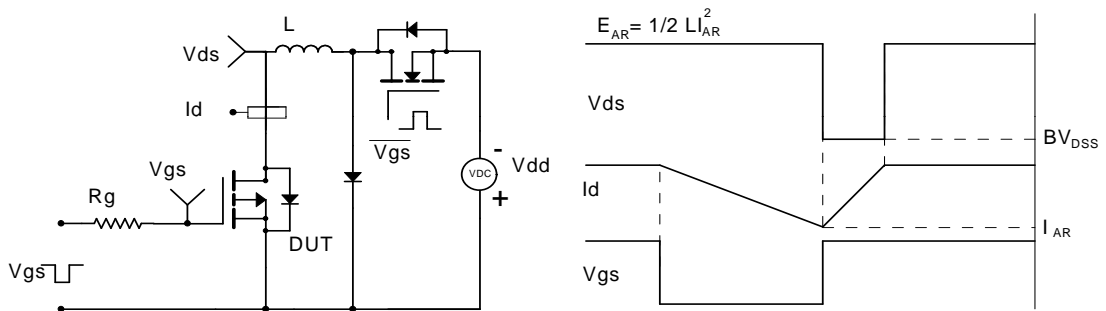 L
Vds
Id
Vgs
Vgs
Rg
DUT
Vgs
VDC
-
+
Vdd
E_AR = 1/2 LI_AR^2
Vds
BV_DSS
Id
I_AR
Vgs